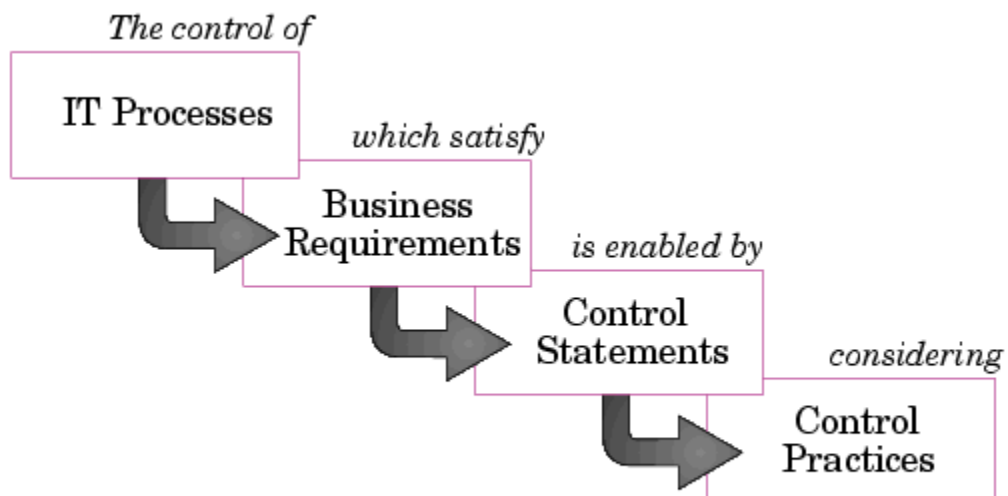 The control of
IT Processes
which satisfy
Business
Requirements
is enabled by
Control
Statements
considering
Control
Practices